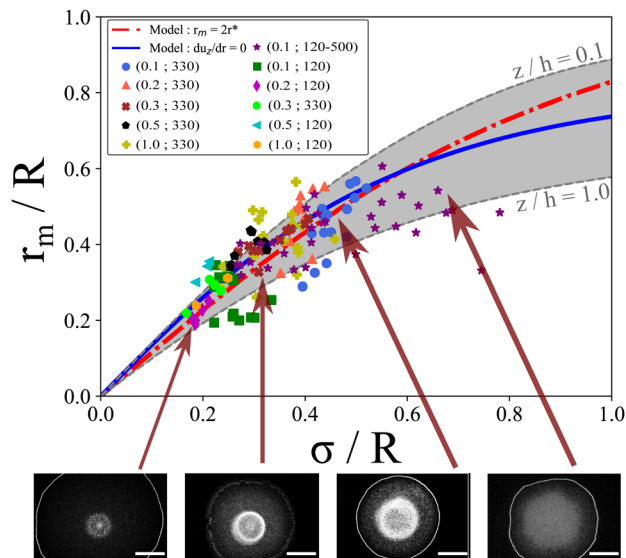 1.0
0.8
0.6
0.4
0.2
0.0
r_m / R
Model : r_m = 2r*
Model : du_z/dr = 0
(0.1 ; 330)
(0.2 ; 330)
(0.3 ; 330)
(0.5 ; 330)
(1.0 ; 330)
(0.1 ; 120-500)
(0.1 ; 120)
(0.2 ; 120)
(0.3 ; 330)
(0.5 ; 120)
(1.0 ; 120)
z / h = 0.1
z / h = 1.0
0.0 0.2 0.4 0.6 0.8 1.0
σ / R